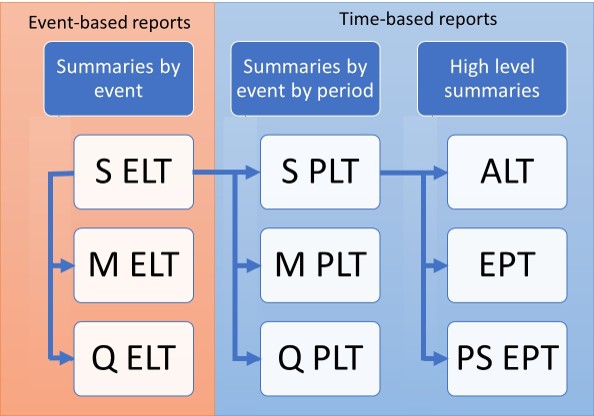 Event-based reports
Time-based reports
Summaries by
event
Summaries by
event by period
High level
summaries
S ELT
S PLT
ALT
M ELT
M PLT
EPT
Q ELT
Q PLT
PS EPT